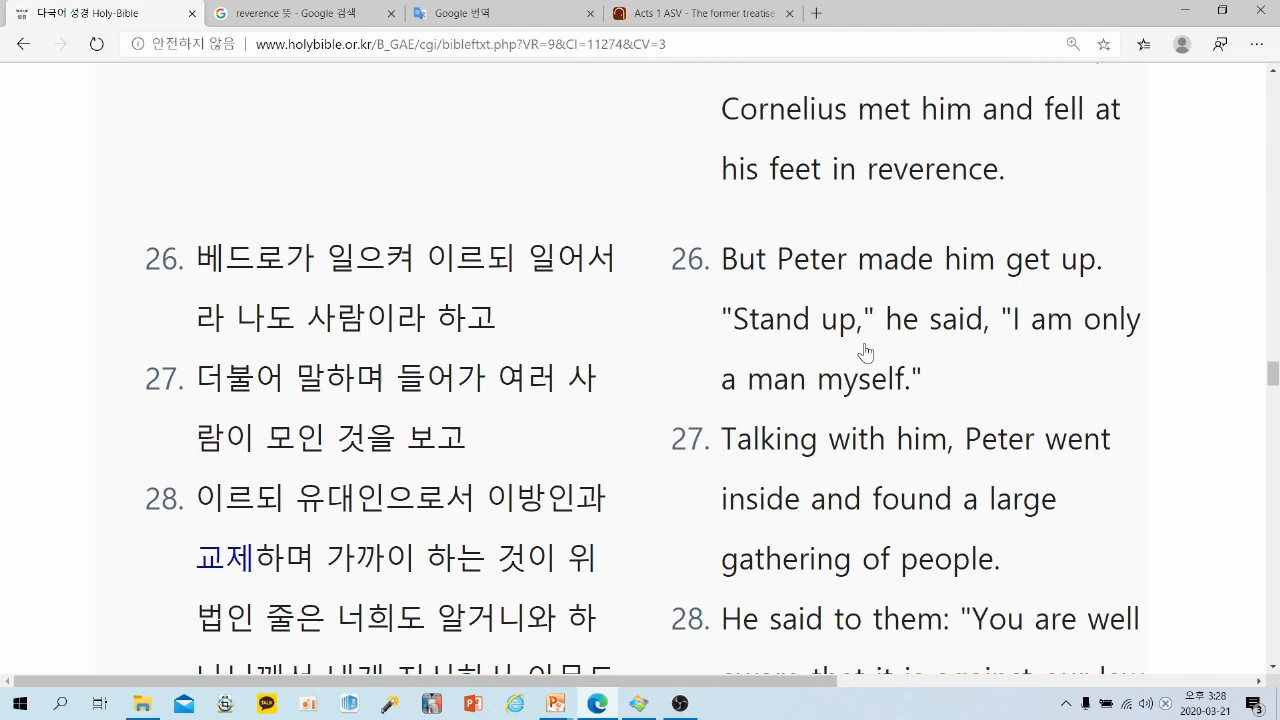 다국어 성경 Holy-Bible
reverence 뜻 - Google 검색
Google 번역
Acts 1 ASV - The former treatise
안전하지 않음
www.holybible.or.kr/B_GAE/cgi/bibleftxt.php?VR=9&CI=11274&CV=3
Cornelius met him and fell at
his feet in reverence.
26. 베드로가 일으켜 이르되 일어서
라 나도 사람이라 하고
27. 더불어 말하며 들어가 여러 사
람이 모인 것을 보고
28. 이르되 유대인으로서 이방인과
교제하며 가까이 하는 것이 위
법인 줄은 너희도 알거니와 하
26. But Peter made him get up.
"Stand up," he said, "I am only
a man myself."
27. Talking with him, Peter went
inside and found a large
gathering of people.
28. He said to them: "You are well
aware that it is against our law
TALK
오후 3:28
2020-03-21
3